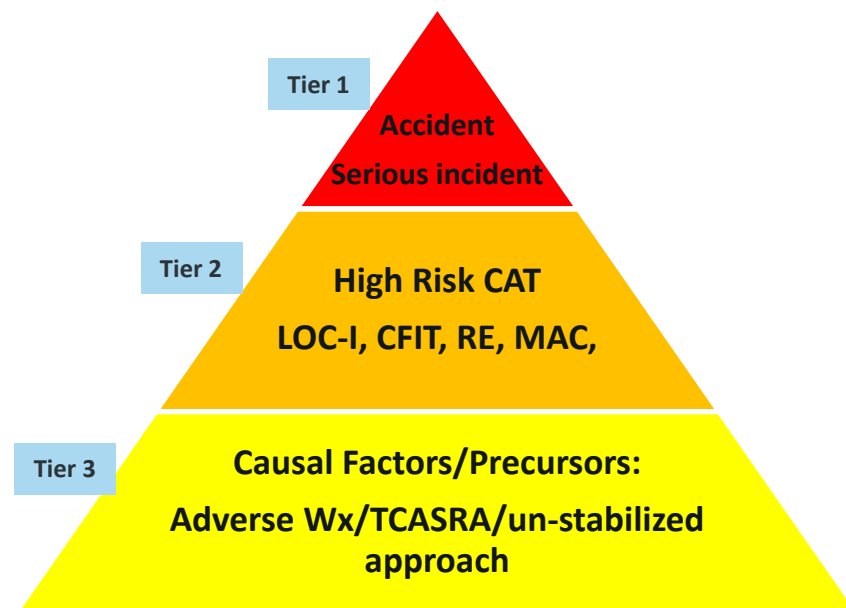 Tier 1
Accident
Serious incident
Tier 2
High Risk CAT
LOC-I, CFIT, RE, MAC,
Tier 3
Causal Factors/Precursors:
Adverse Wx/TCASRA/un-stabilized
approach